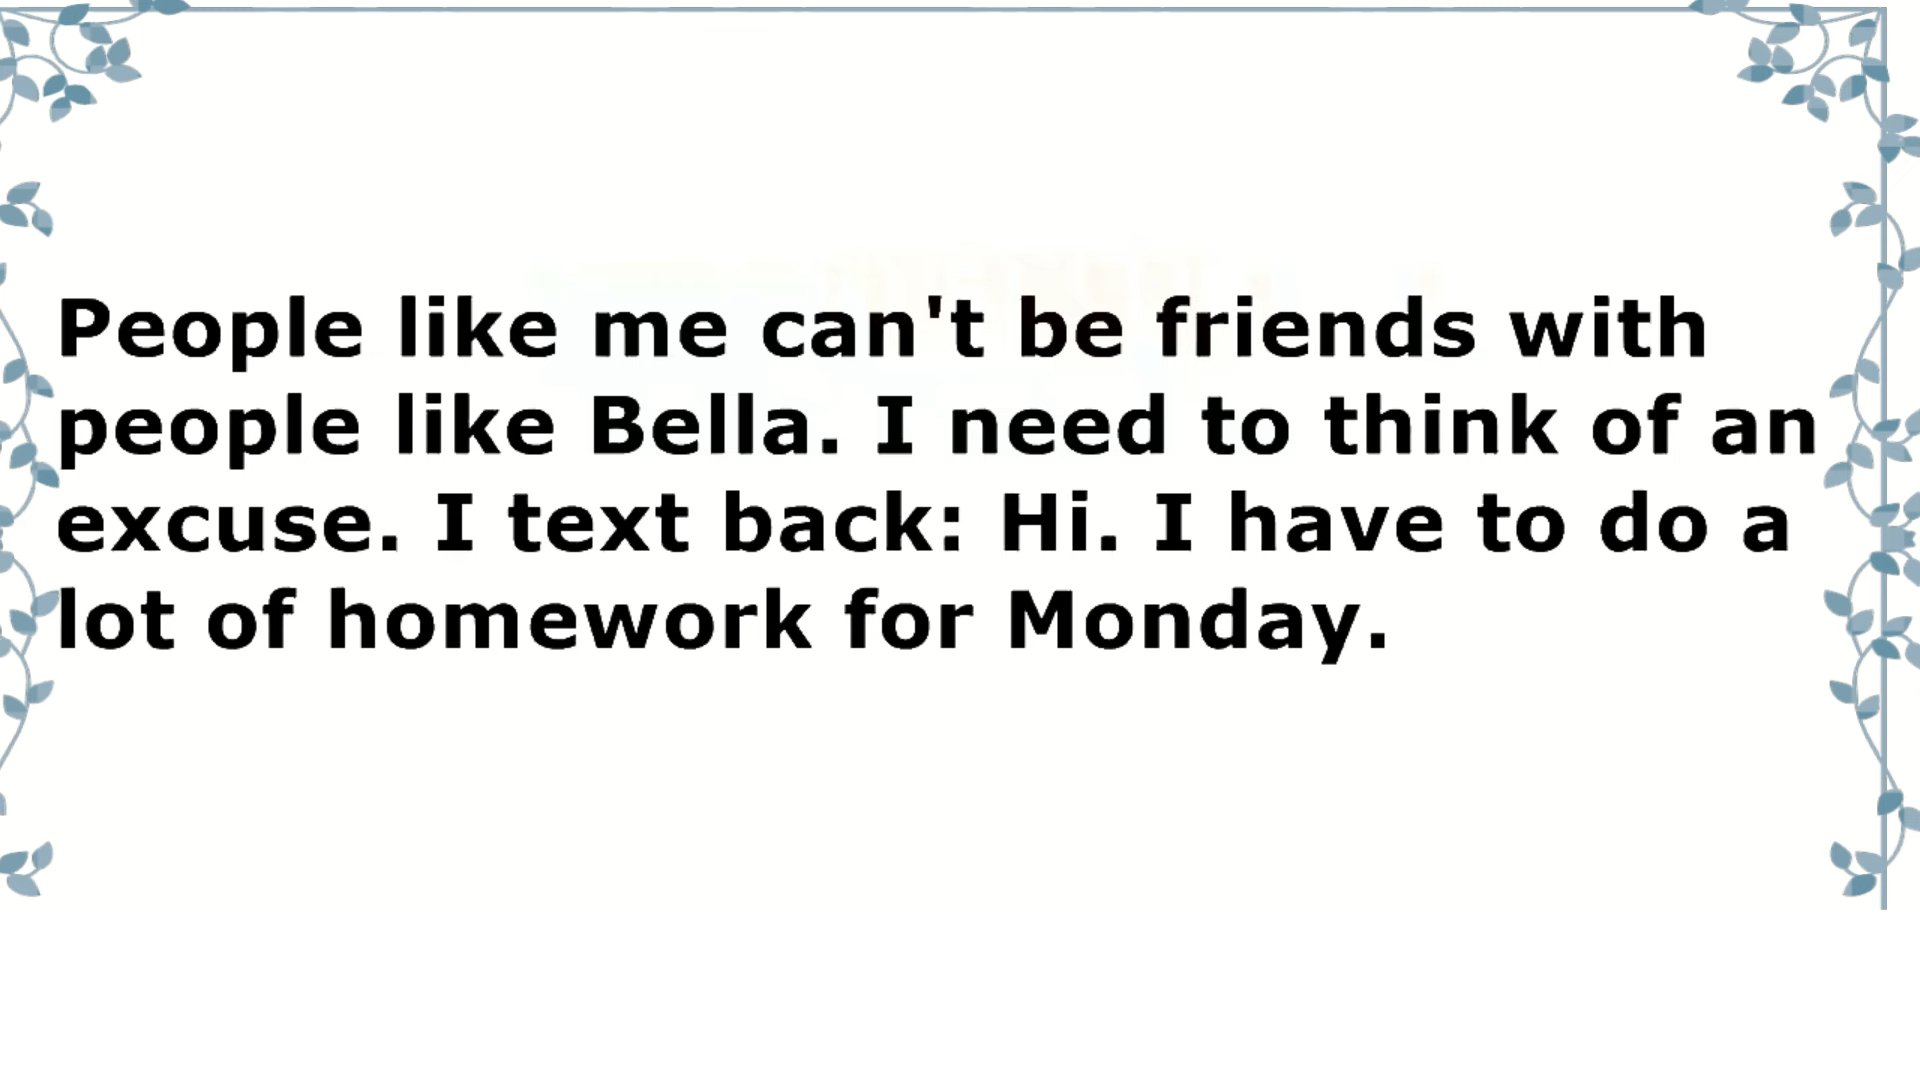 People like me can't be friends with
people like Bella. I need to think of an
excuse. I text back: Hi. I have to do a
lot of homework for Monday.